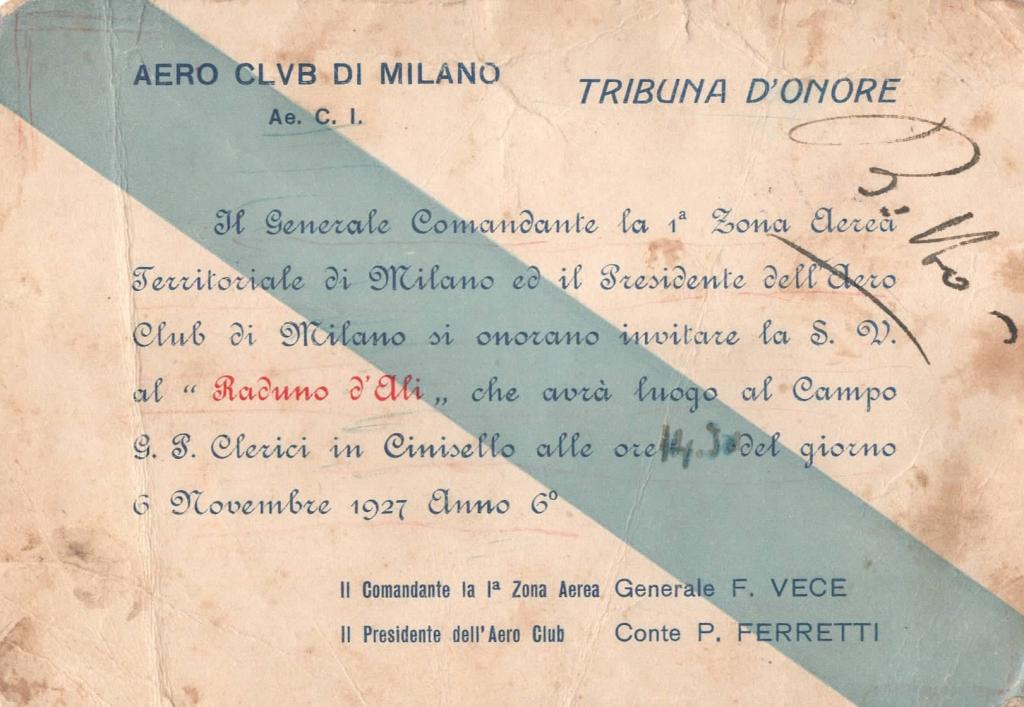 AERO CLVB DI MILANO
Ae. C. I.
TRIBUNA D'ONORE
Il Generale Comandante la 1ª Zona Aerea
Territoriale di Milano ed il Presidente dell'Aero
Club di Milano si onorano invitare la S. V.
al “ Raduno d'Ali „ che avrà luogo al Campo
G. P. Clerici in Cinisello alle ore 14.30 del giorno
6 Novembre 1927 Anno 6º
Il Comandante la Iª Zona Aerea Generale F. VECE
Il Presidente dell'Aero Club Conte P. FERRETTI